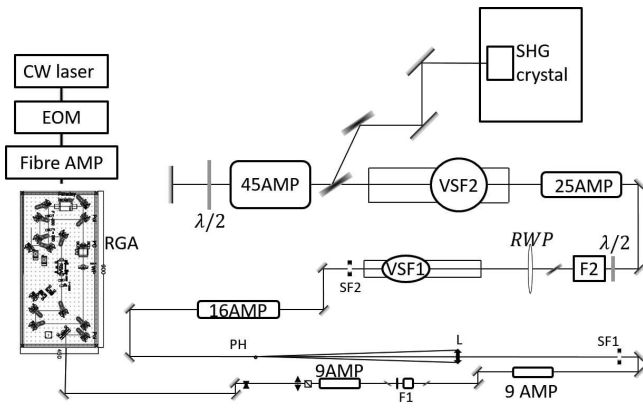 CW laser
EOM
Fibre AMP
RGA
SHG
crystal
λ/2
45AMP
VSF2
25AMP
RWP
λ/2
SF2
VSF1
F2
16AMP
PH
L
SF1
9AMP
F1
9 AMP